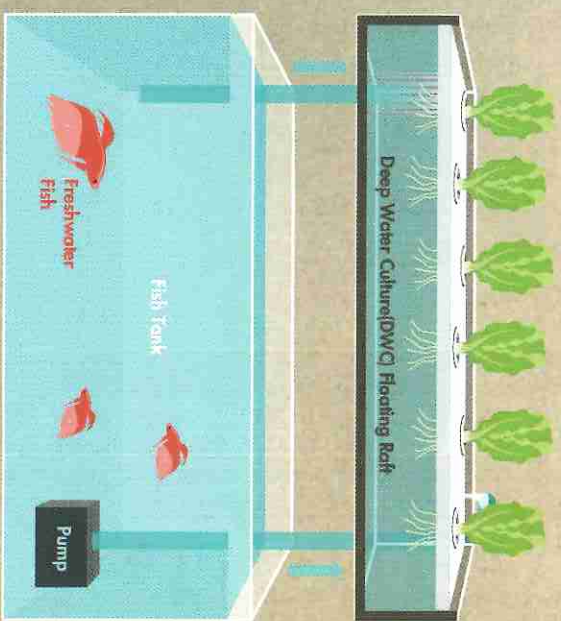 Deep Water Culture(DWC) Floating Raft
Fish Tank
Freshwater
Fish
Pump